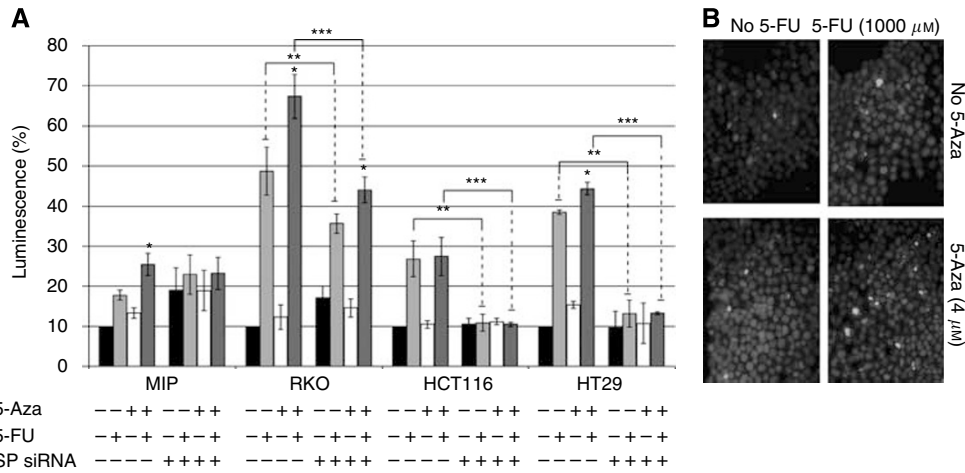 A
Luminescence (%)
80
70
60
50
40
30
20
10
0
*
**
*
***
*
**
***
**
*
***
MIP
RKO
HCT116
HT29
5-Aza
− − + + − − + + − − + + − − + + − − + + − − + + − − + + − − + +
5-FU
− + − + − + − + − + − + − + − + − + − + − + − + − + − + − + − +
SP siRNA
− − − − + + + + − − − − + + + + − − − − + + + + − − − − + + + +
B
No 5-FU 5-FU (1000 μM)
No 5-Aza
5-Aza (4 μM)